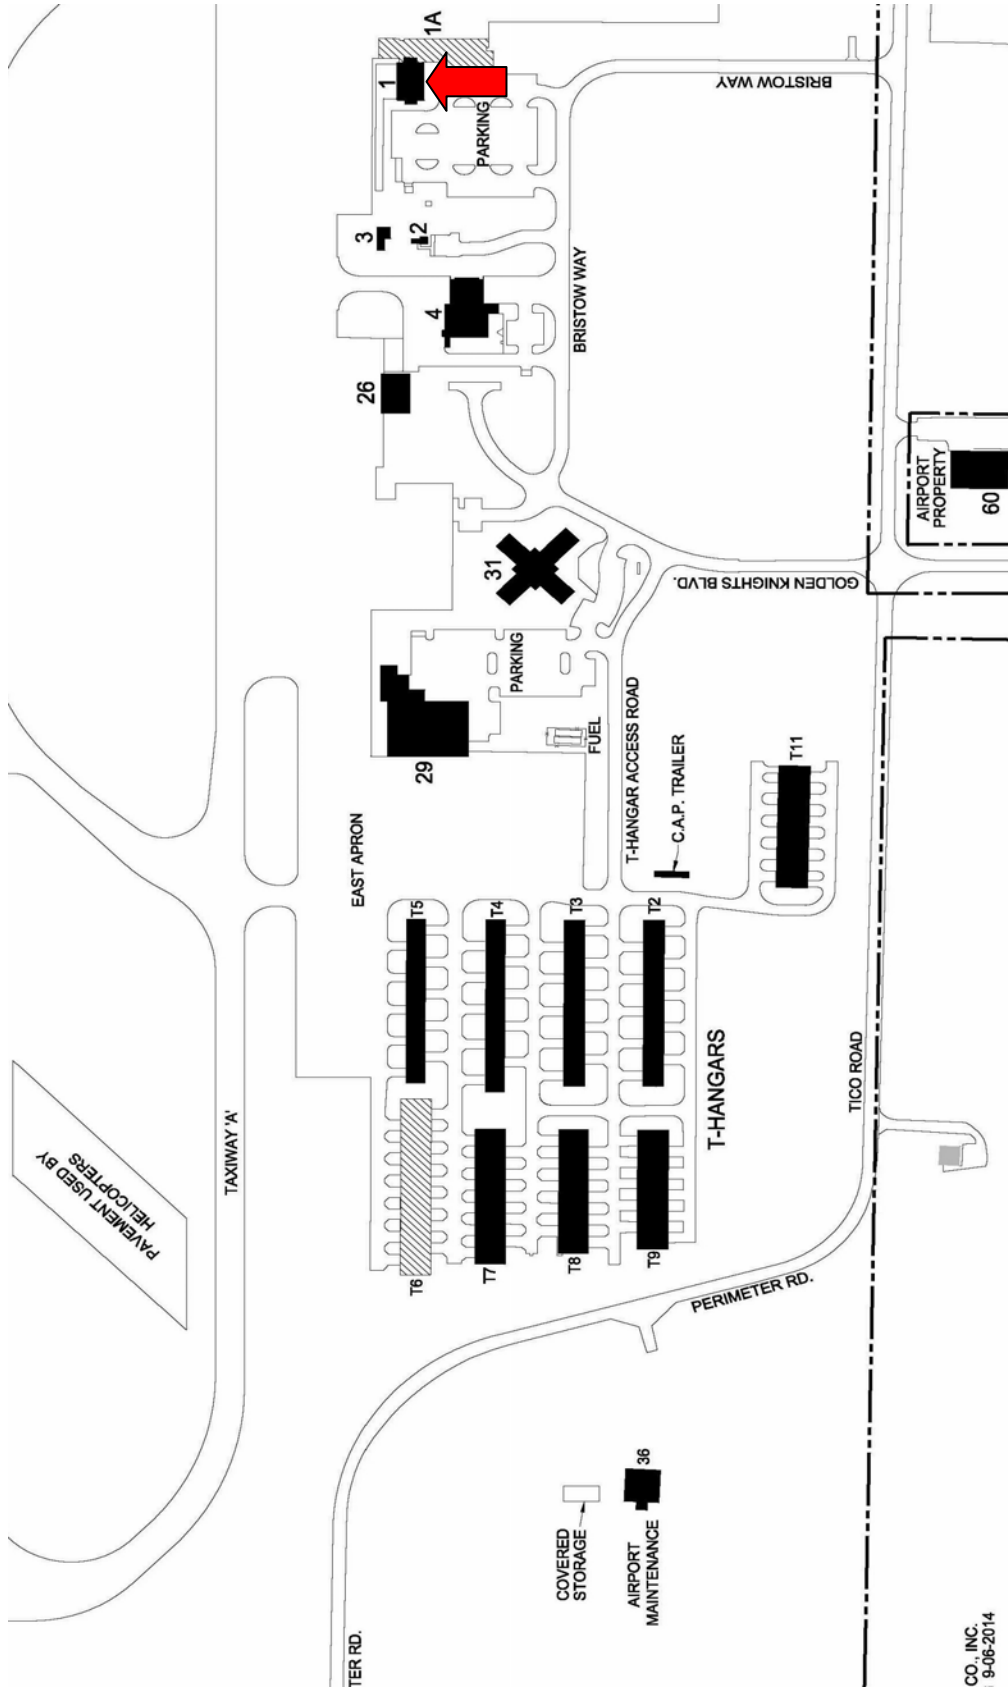 1A
1
PARKING
BRISTOW WAY
3
2
4
BRISTOW WAY
26
31
AIRPORT
PROPERTY
60
GOLDEN KNIGHTS BLVD.
PARKING
29
FUEL
T-HANGAR ACCESS ROAD
C.A.P. TRAILER
T11
EAST APRON
T5
T4
T3
T2
T-HANGARS
TICO ROAD
TAXIWAY 'A'
PAVEMENT USED BY
HELICOPTERS
T6
T7
T8
T9
PERIMETER RD.
36
COVERED
STORAGE
AIRPORT
MAINTENANCE
TER RD.
CO., INC.
9-06-2014